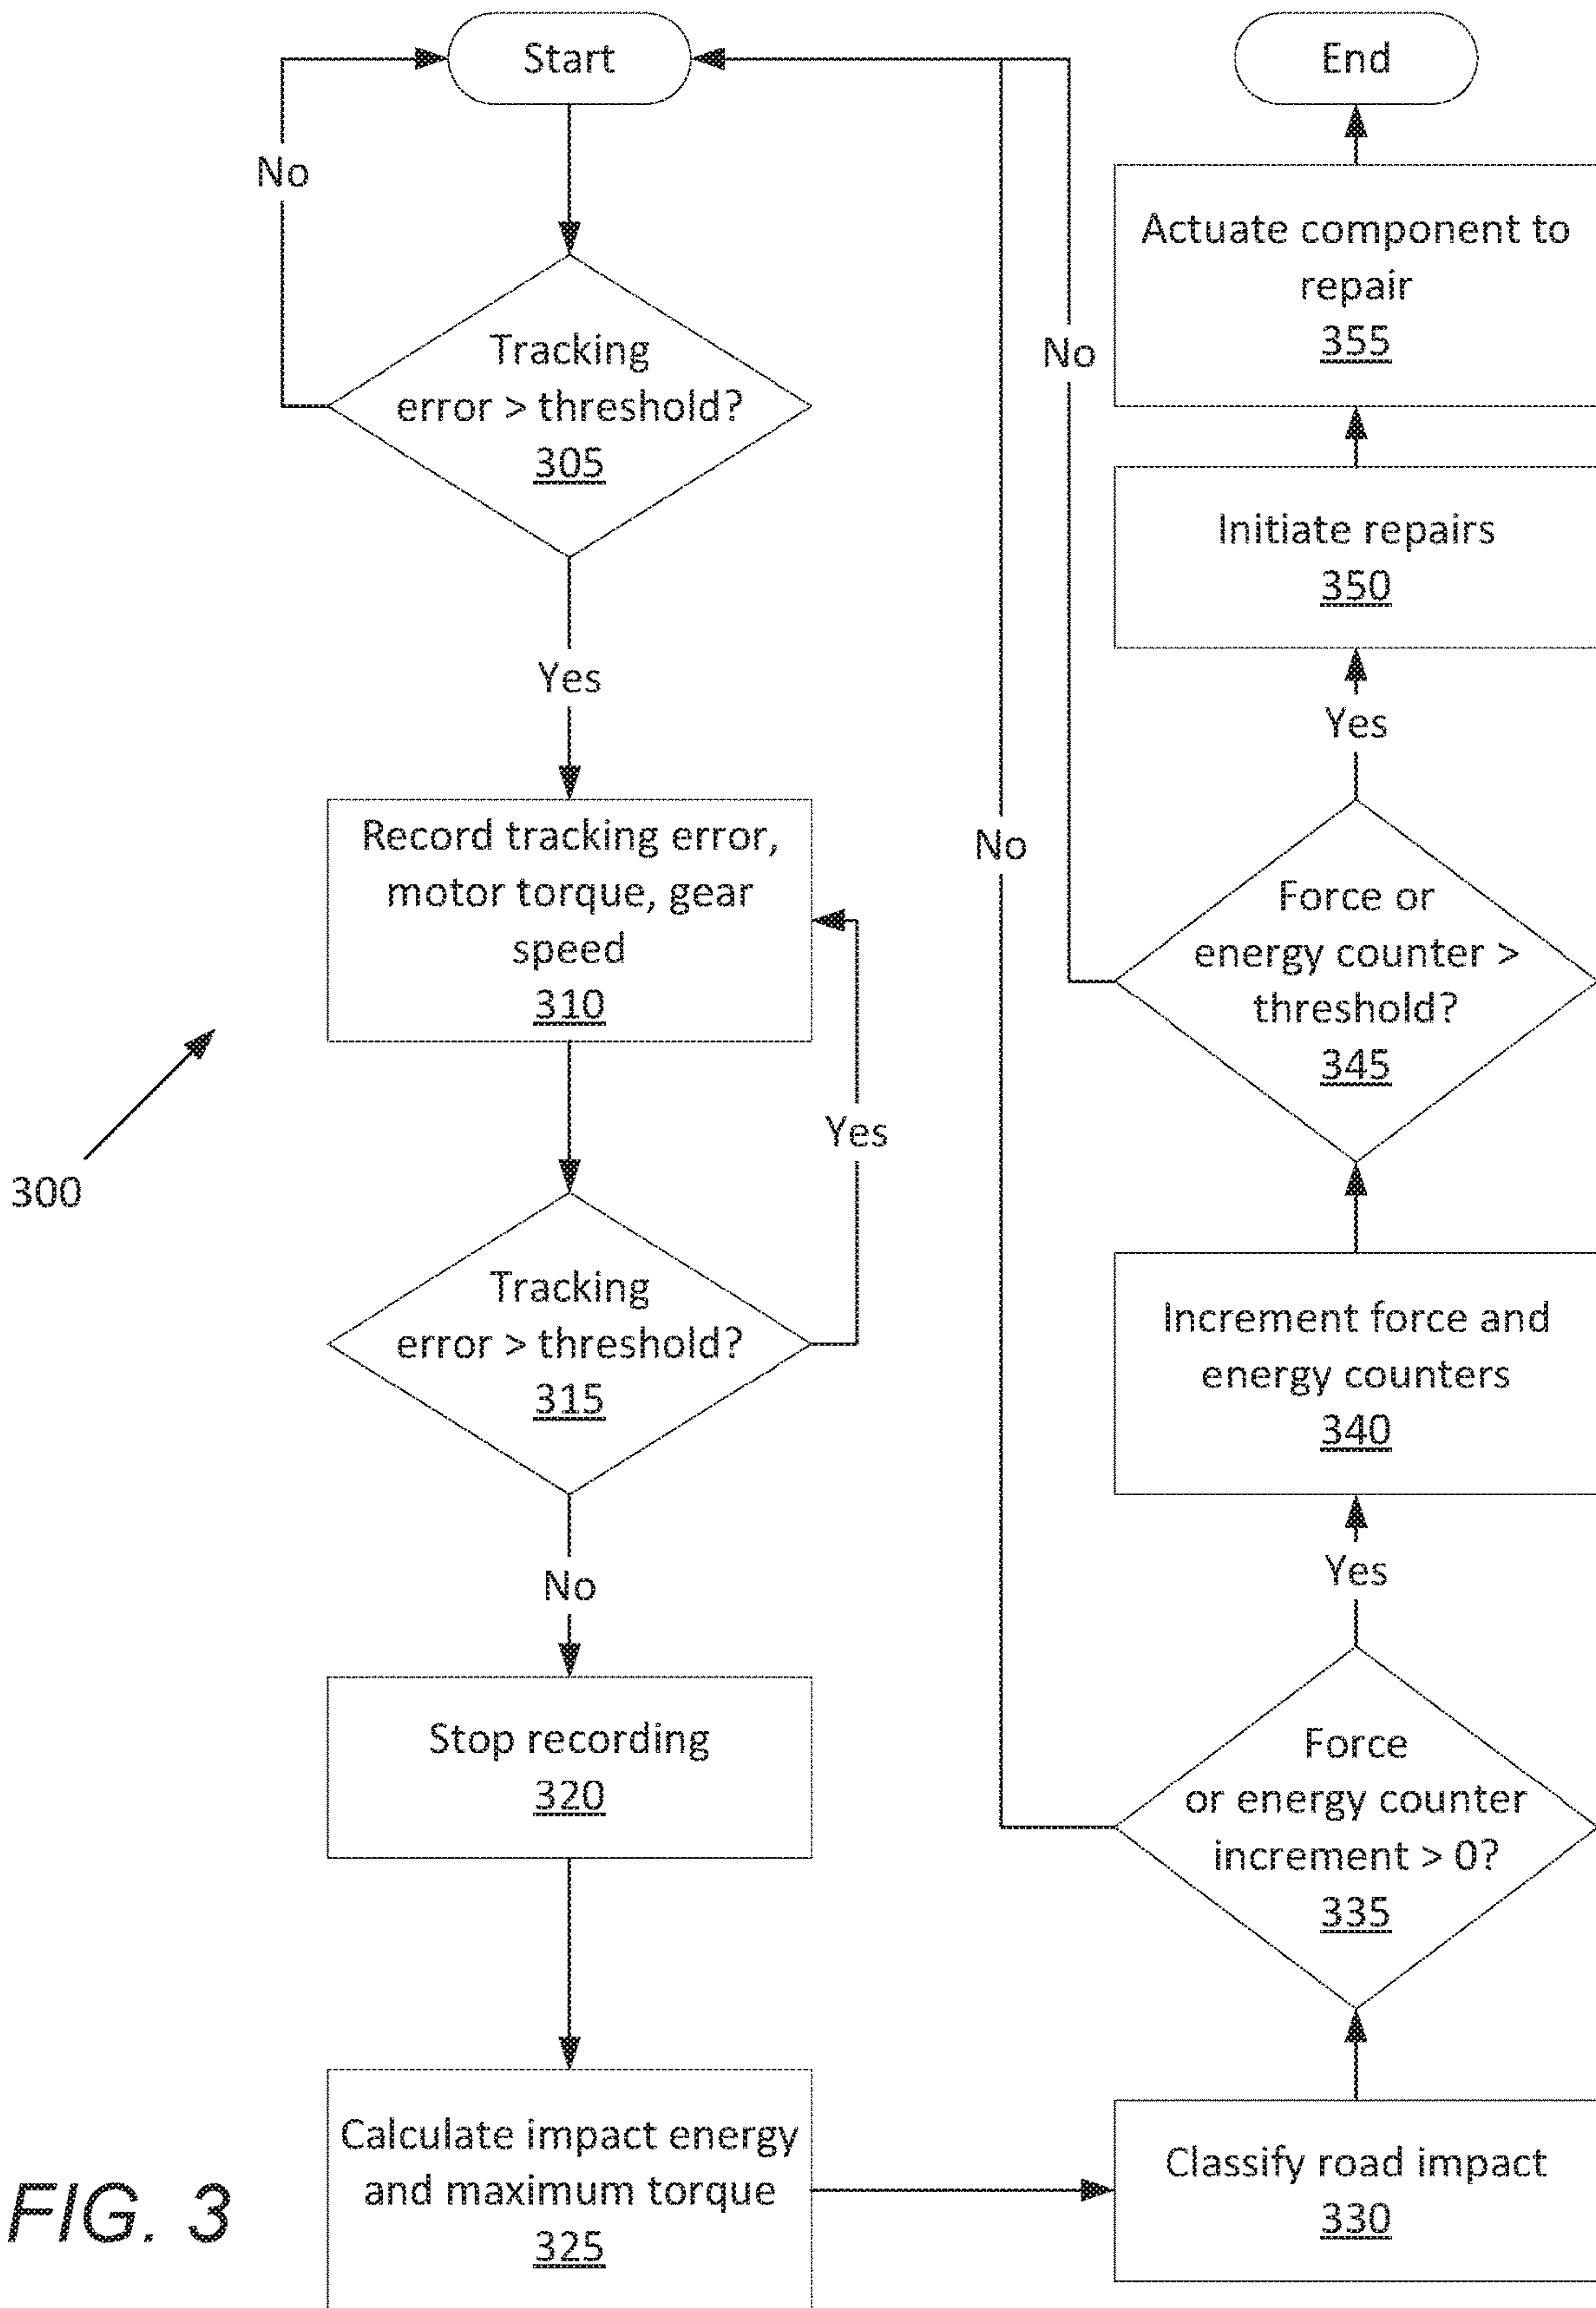 Start
No
Tracking
error > threshold?
305
Yes
Record tracking error,
motor torque, gear
speed
310
Yes
300
Tracking
error > threshold?
315
No
Stop recording
320
Calculate impact energy
and maximum torque
325
FIG. 3
End
Actuate component to
repair
355
No
Initiate repairs
350
Yes
No
Force or
energy counter >
threshold?
345
Increment force and
energy counters
340
Yes
Force
or energy counter
increment > 0?
335
Classify road impact
330